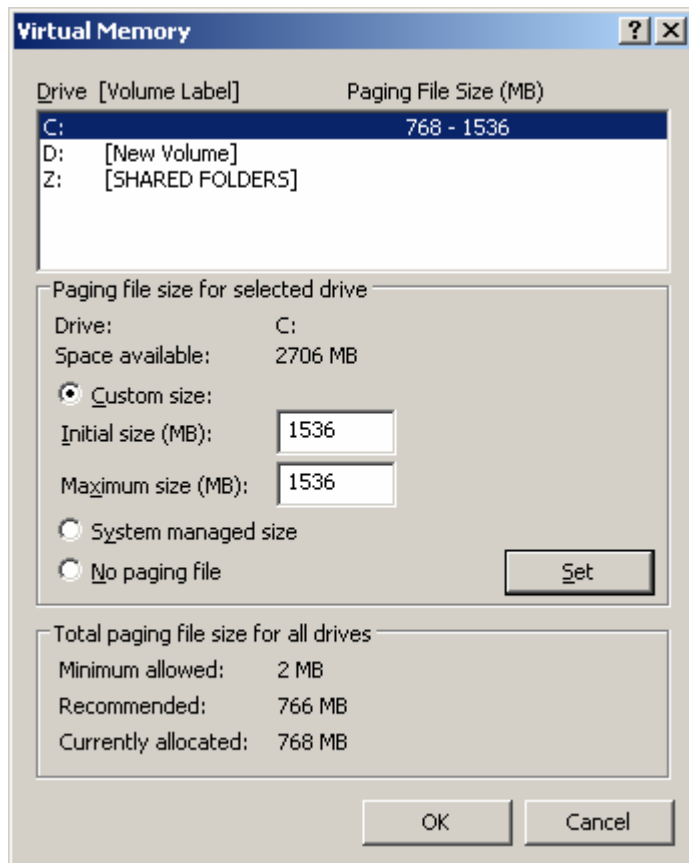 Virtual Memory
Drive [Volume Label] Paging File Size (MB)
C: 768 - 1536
D: [New Volume]
Z: [SHARED FOLDERS]
Paging file size for selected drive
Drive: C:
Space available: 2706 MB
Custom size:
Initial size (MB): 1536
Maximum size (MB): 1536
System managed size
No paging file Set
Total paging file size for all drives
Minimum allowed: 2 MB
Recommended: 766 MB
Currently allocated: 768 MB
OK Cancel